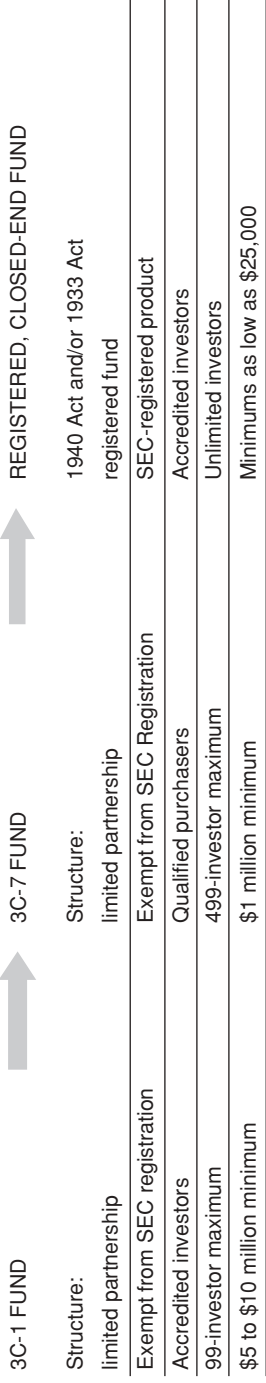 3C-1 FUND
3C-7 FUND
REGISTERED, CLOSED-END FUND
Structure:
Structure:
1940 Act and/or 1933 Act
limited partnership
limited partnership
registered fund
Exempt from SEC registration
Exempt from SEC Registration
SEC-registered product
Accredited investors
Qualified purchasers
Accredited investors
99-investor maximum
499-investor maximum
Unlimited investors
$5 to $10 million minimum
$1 million minimum
Minimums as low as $25,000